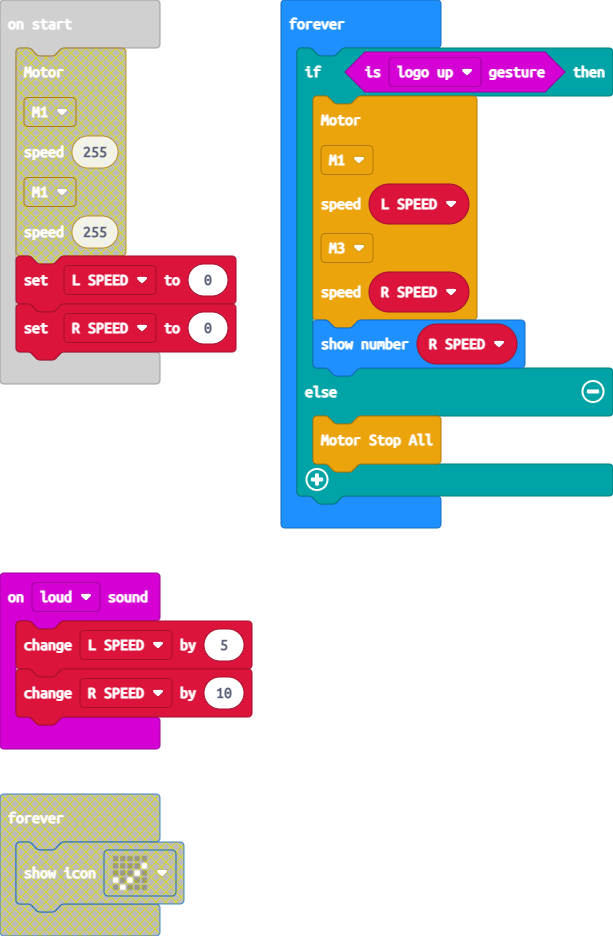 on start
Motor
M1
speed 255
M1
speed 255
set L SPEED to 0
set R SPEED to 0
forever
if is logo up gesture then
Motor
M1
speed L SPEED
M3
speed R SPEED
show number R SPEED
else
Motor Stop All
on loud sound
change L SPEED by 5
change R SPEED by 10
forever
show icon